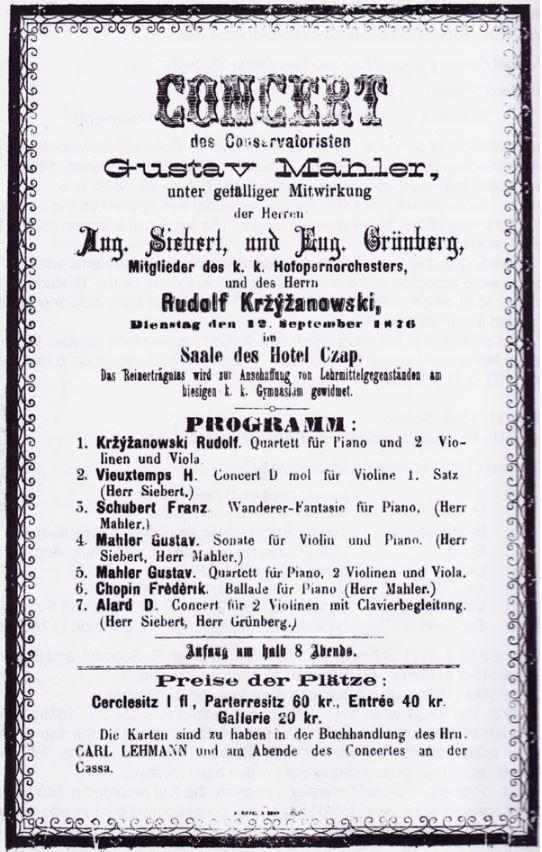 CONCERT
des Conservatoristen
Gustav Mahler,
unter gefälliger Mitwirkung
der Herren
Aug. Siebert, und Eug. Grünberg,
Mitglieder des k. k. Hofopernorchesters,
und des Herrn
Rudolf Kržýžanowski,
Dienstag den 12. September 1876
im
Saale des Hotel Czap.
Das Reinerträgniss wird zur Anschaffung von Lehrmittelgegenständen am
hiesigen k. k. Gymnasium gewidmet.
PROGRAMM:
1. Kržýžanowski Rudolf. Quartett für Piano und 2 Vio-
linen und Viola.
2. Vieuxtemps H. Concert D mol für Violine 1. Satz
(Herr Siebert.)
3. Schubert Franz. Wanderer-Fantasie für Piano, (Herr
Mahler.)
4. Mahler Gustav. Sonate für Violin und Piano. (Herr
Siebert, Herr Mahler.)
5. Mahler Gustav. Quartett für Piano, 2 Violinen und Viola.
6. Chopin Frèdèrik. Ballade für Piano (Herr Mahler.)
7. Alard D. Concert für 2 Violinen mit Clavierbegleitung.
(Herr Siebert, Herr Grünberg.)
Anfang um halb 8 Abends.
Preise der Plätze:
Cerclesitz 1 fl, Parterresitz 60 kr., Entrée 40 kr.
Gallerie 20 kr.
Die Karten sind zu haben in der Buchhandlung des Hrn.
CARL LEHMANN und am Abende des Concertes an der
Cassa.